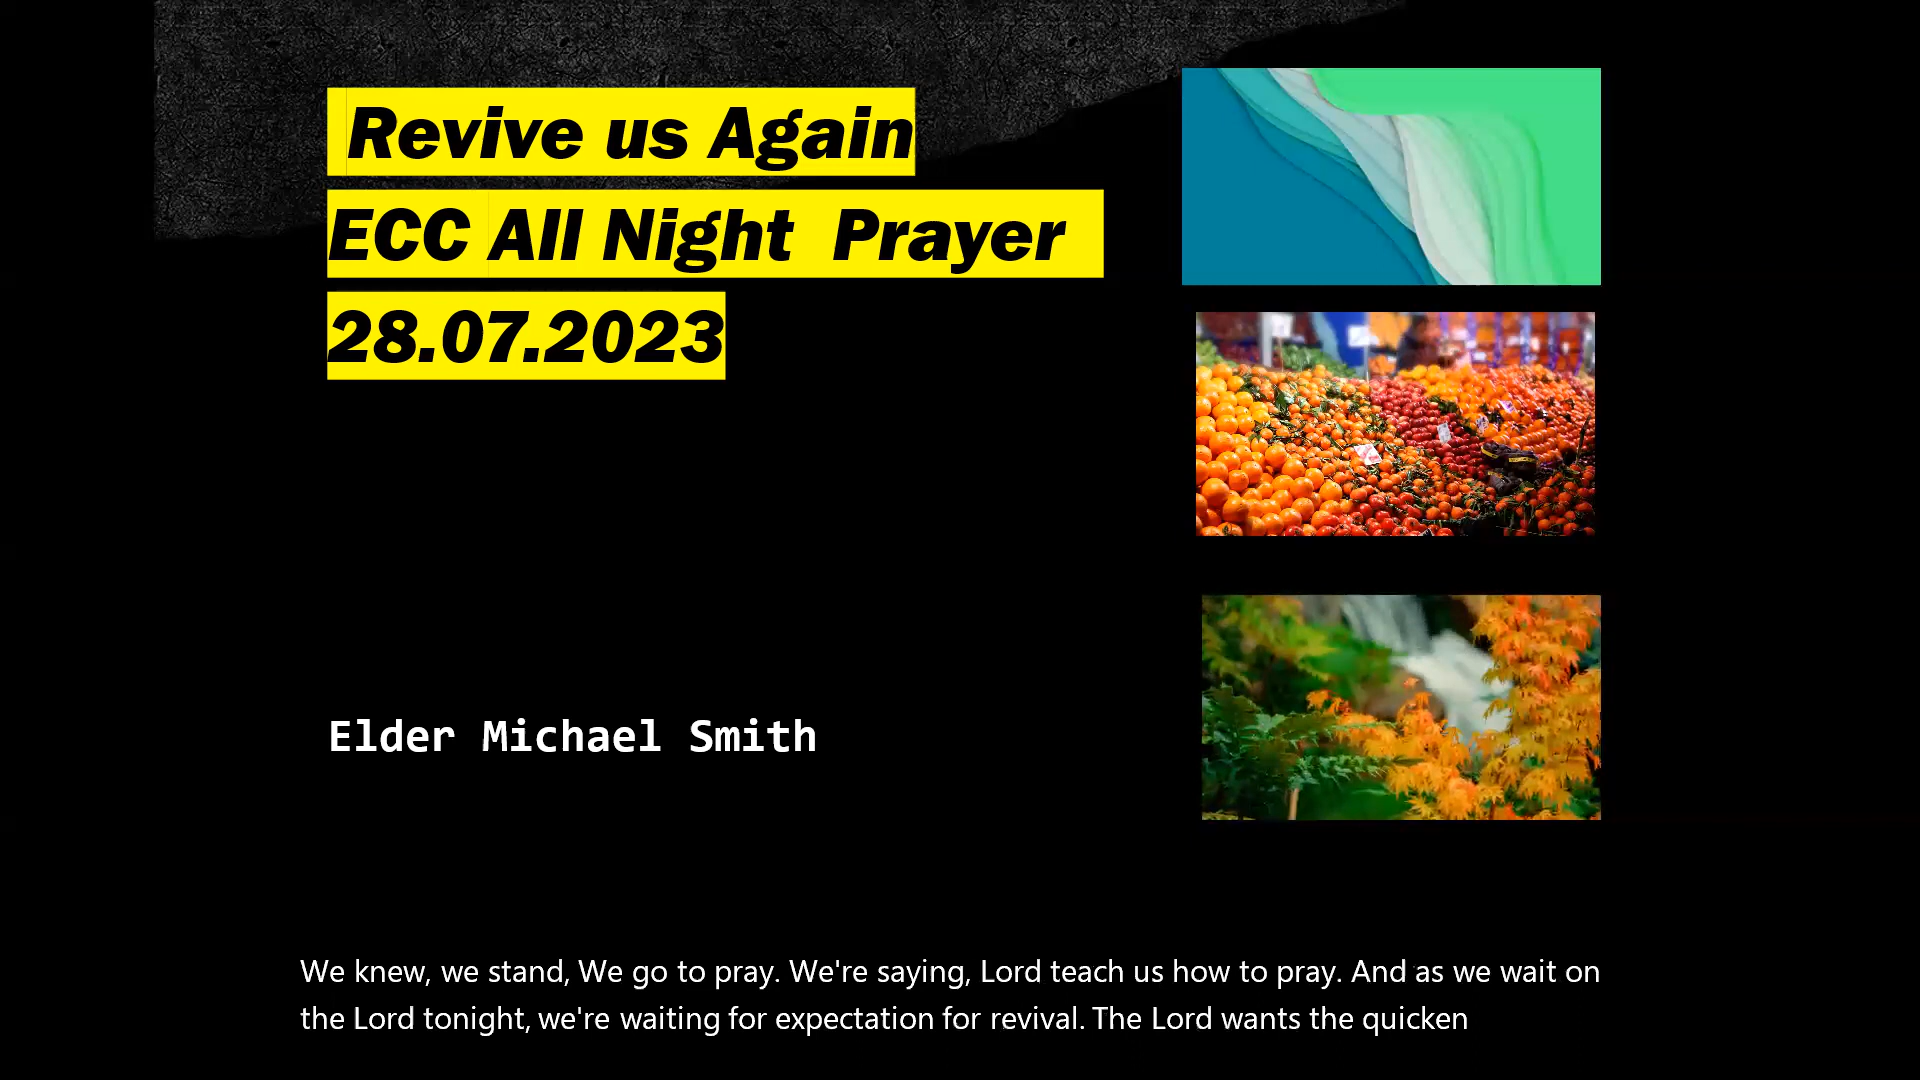 Revive us Again
ECC All Night Prayer
28.07.2023
Elder Michael Smith
We knew, we stand, We go to pray. We're saying, Lord teach us how to pray. And as we wait on
the Lord tonight, we're waiting for expectation for revival. The Lord wants the quicken